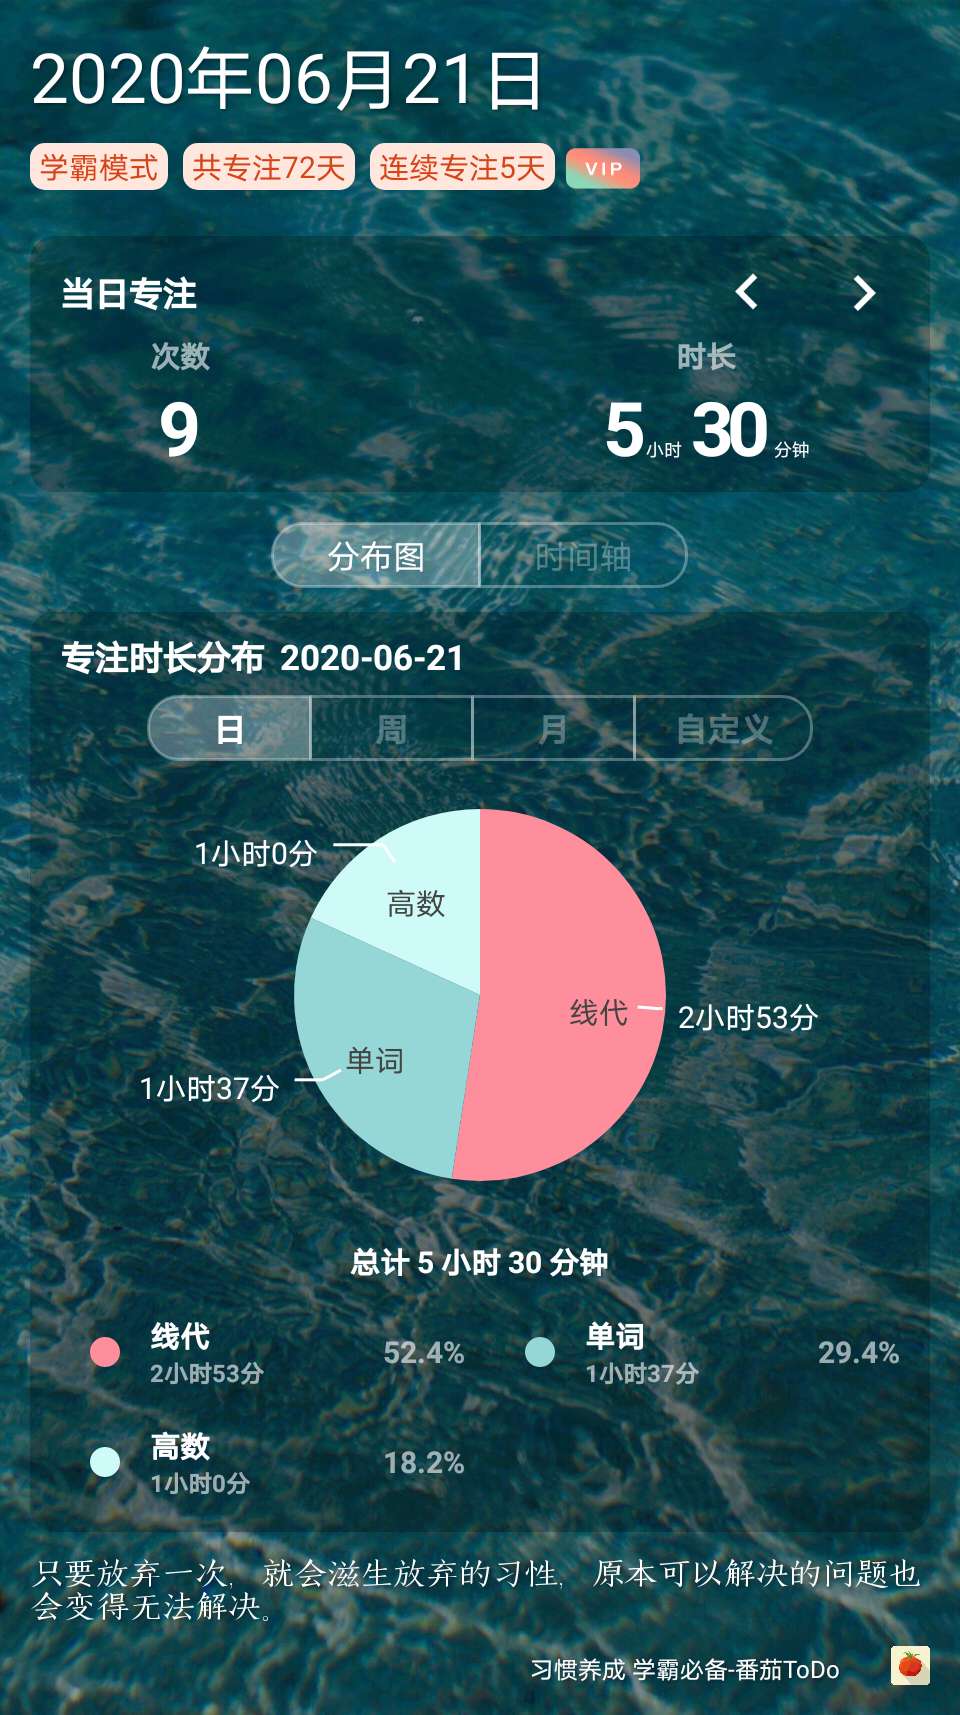 2020年06月21日
学霸模式 共专注72天 连续专注5天 VIP
当日专注
次数 时长
9 5小时30分钟
分布图 时间轴
专注时长分布 2020-06-21
日 周 月 自定义
1小时0分
高数
线代 2小时53分
单词
1小时37分
总计 5 小时 30 分钟
线代 52.4% 单词 29.4%
2小时53分 1小时37分
高数 18.2%
1小时0分
只要放弃一次，就会滋生放弃的习性，原本可以解决的问题也
会变得无法解决。
习惯养成 学霸必备-番茄ToDo